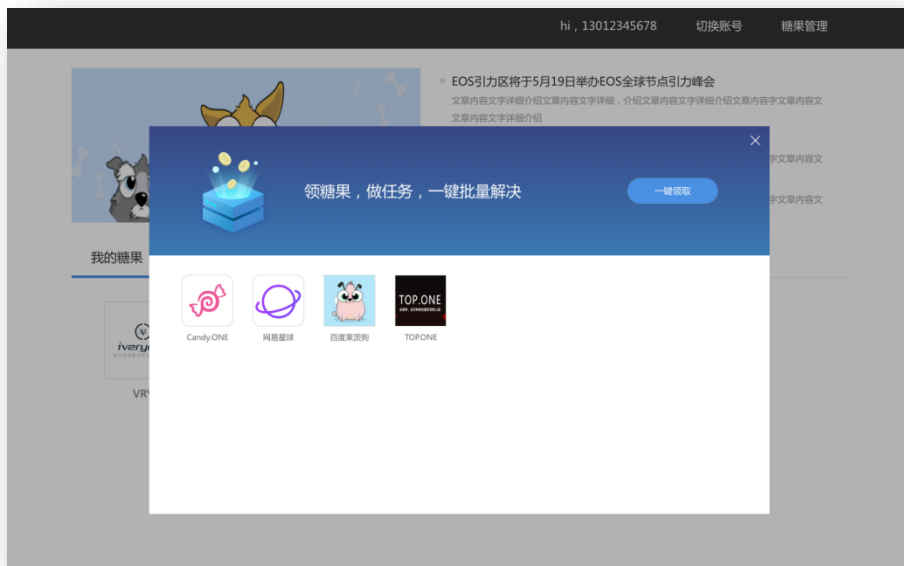 hi，13012345678 切换账号 糖果管理
EOS引力区将于5月19日举办EOS全球节点引力峰会
文章内容文字详细介绍文章内容文字详细，介绍文章内容文字详细介绍文章内容字文章内容文
文章内容文字详细介绍
字文章内容文
领糖果，做任务，一键批量解决
一键领取
字文章内容文
我的糖果
TOP.ONE
Candy.ONE
网易星球
百度莱茨狗
TOP.ONE
VRY